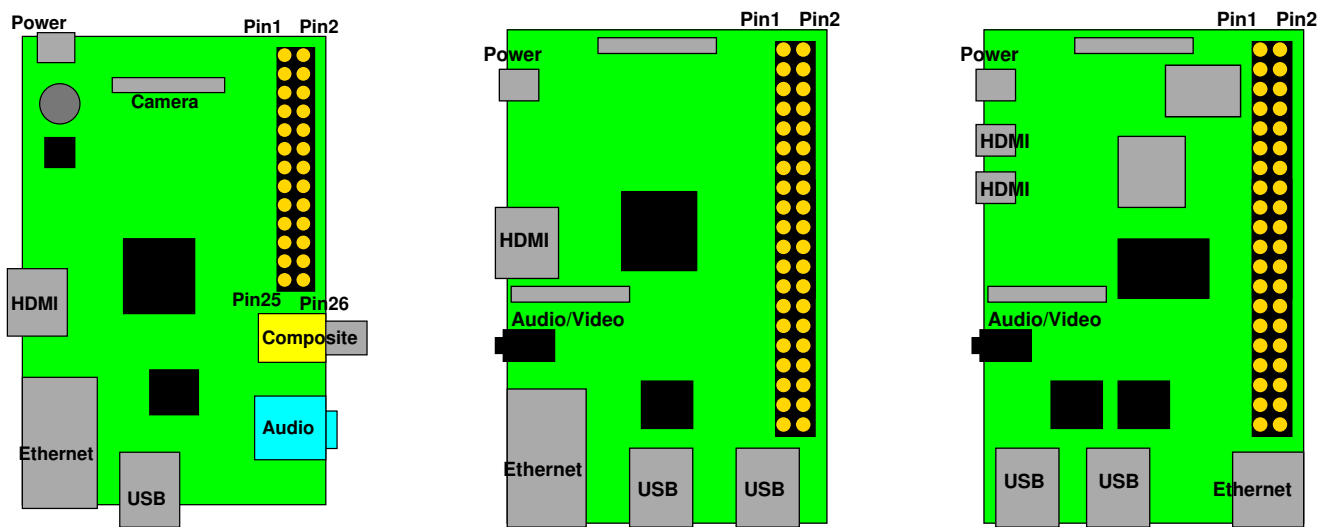 Power
Pin1 Pin2
Camera
HDMI
Pin25 Pin26
Composite
Audio
Ethernet
USB
Pin1 Pin2
Power
HDMI
Audio/Video
Ethernet
USB
USB
Pin1 Pin2
Power
HDMI
HDMI
Audio/Video
USB
USB
Ethernet